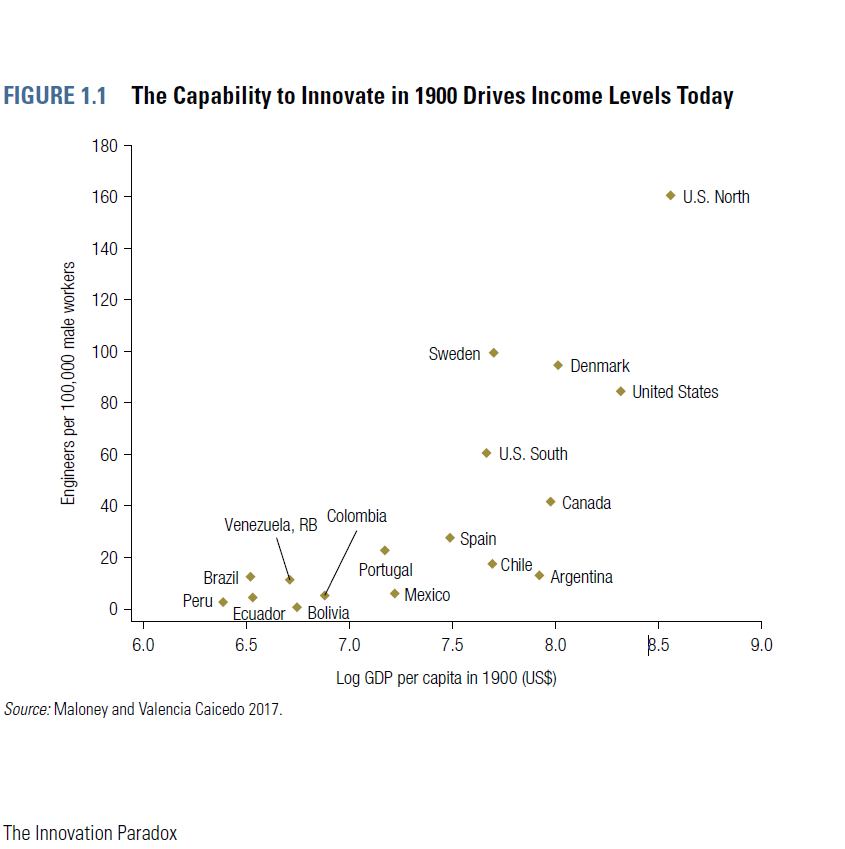 FIGURE 1.1 The Capability to Innovate in 1900 Drives Income Levels Today
180
160
140
120
100
80
60
40
20
0
Engineers per 100,000 male workers
U.S. North
Sweden
Denmark
United States
U.S. South
Canada
Colombia
Venezuela, RB
Spain
Portugal
Chile
Argentina
Brazil
Mexico
Peru
Ecuador
Bolivia
6.0 6.5 7.0 7.5 8.0 8.5 9.0
Log GDP per capita in 1900 (US$)
Source: Maloney and Valencia Caicedo 2017.
The Innovation Paradox